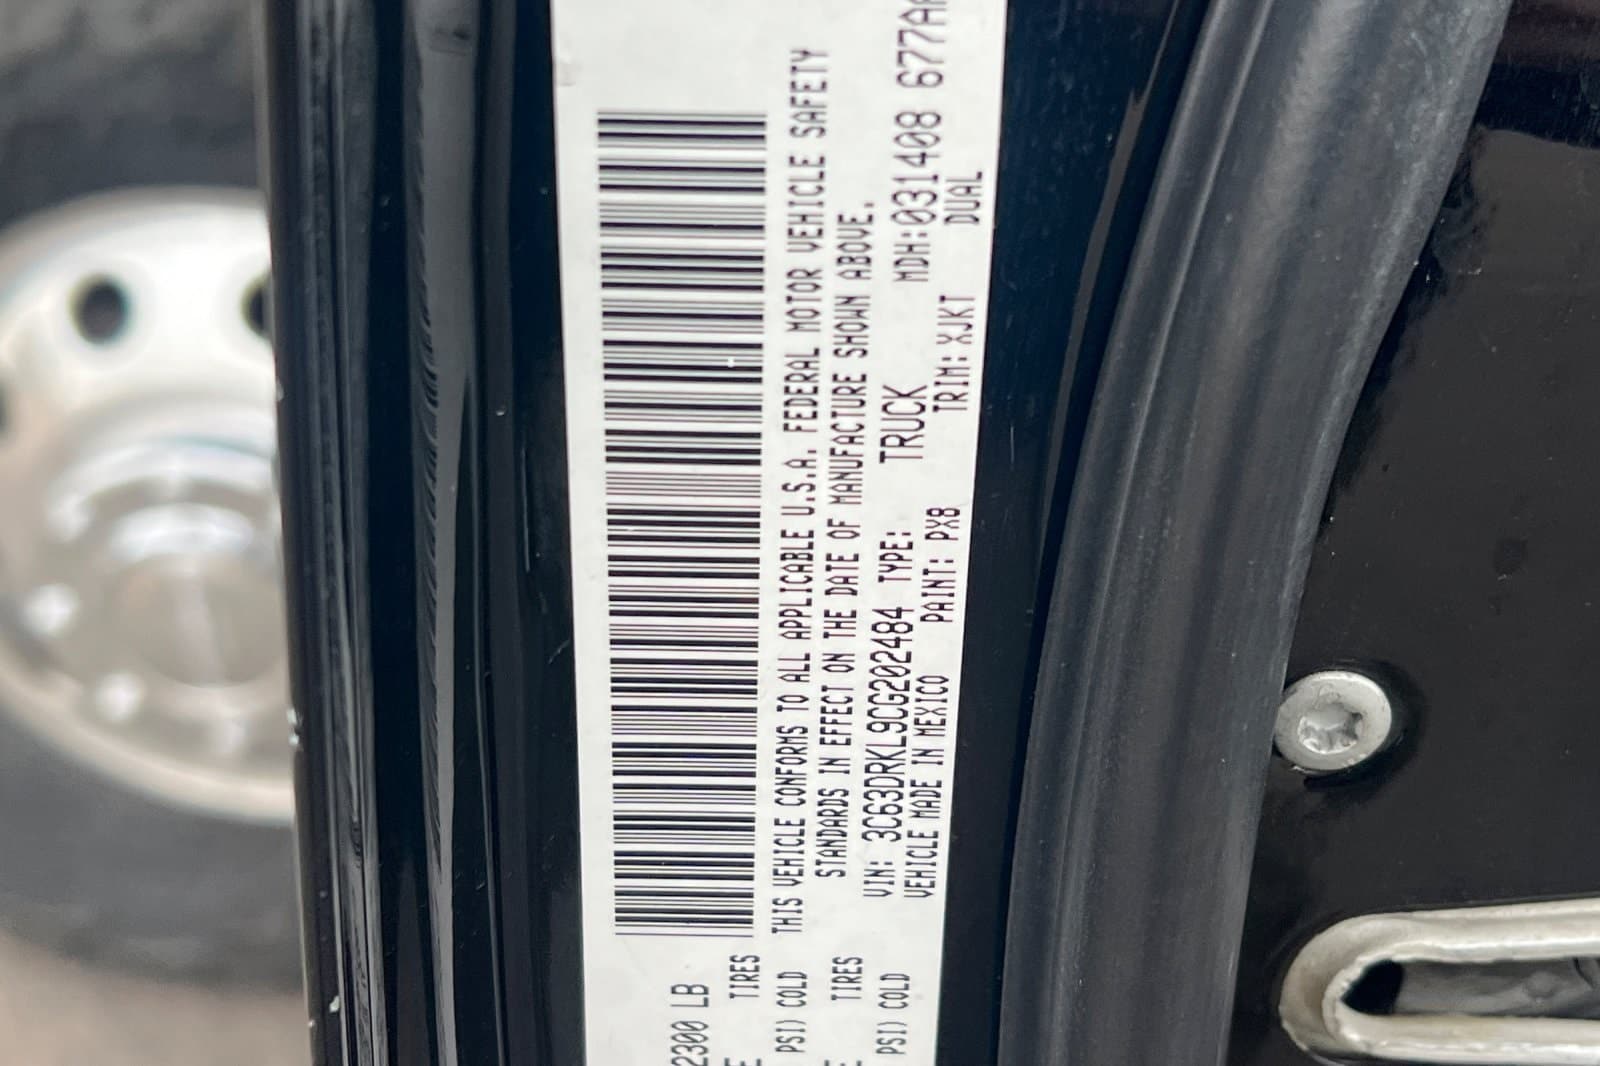 2300 LB
TIRES
PSI) COLD
TIRES
PSI) COLD
THIS VEHICLE CONFORMS TO ALL APPLICABLE U.S.A. FEDERAL MOTOR VEHICLE SAFETY
STANDARDS IN EFFECT ON THE DATE OF MANUFACTURE SHOWN ABOVE.
VIN: 3C63DRKL9CG202484 TYPE: TRUCK MDH:031408 677A
VEHICLE MADE IN MEXICO PAINT: PX8 TRIM: XJKT DUAL